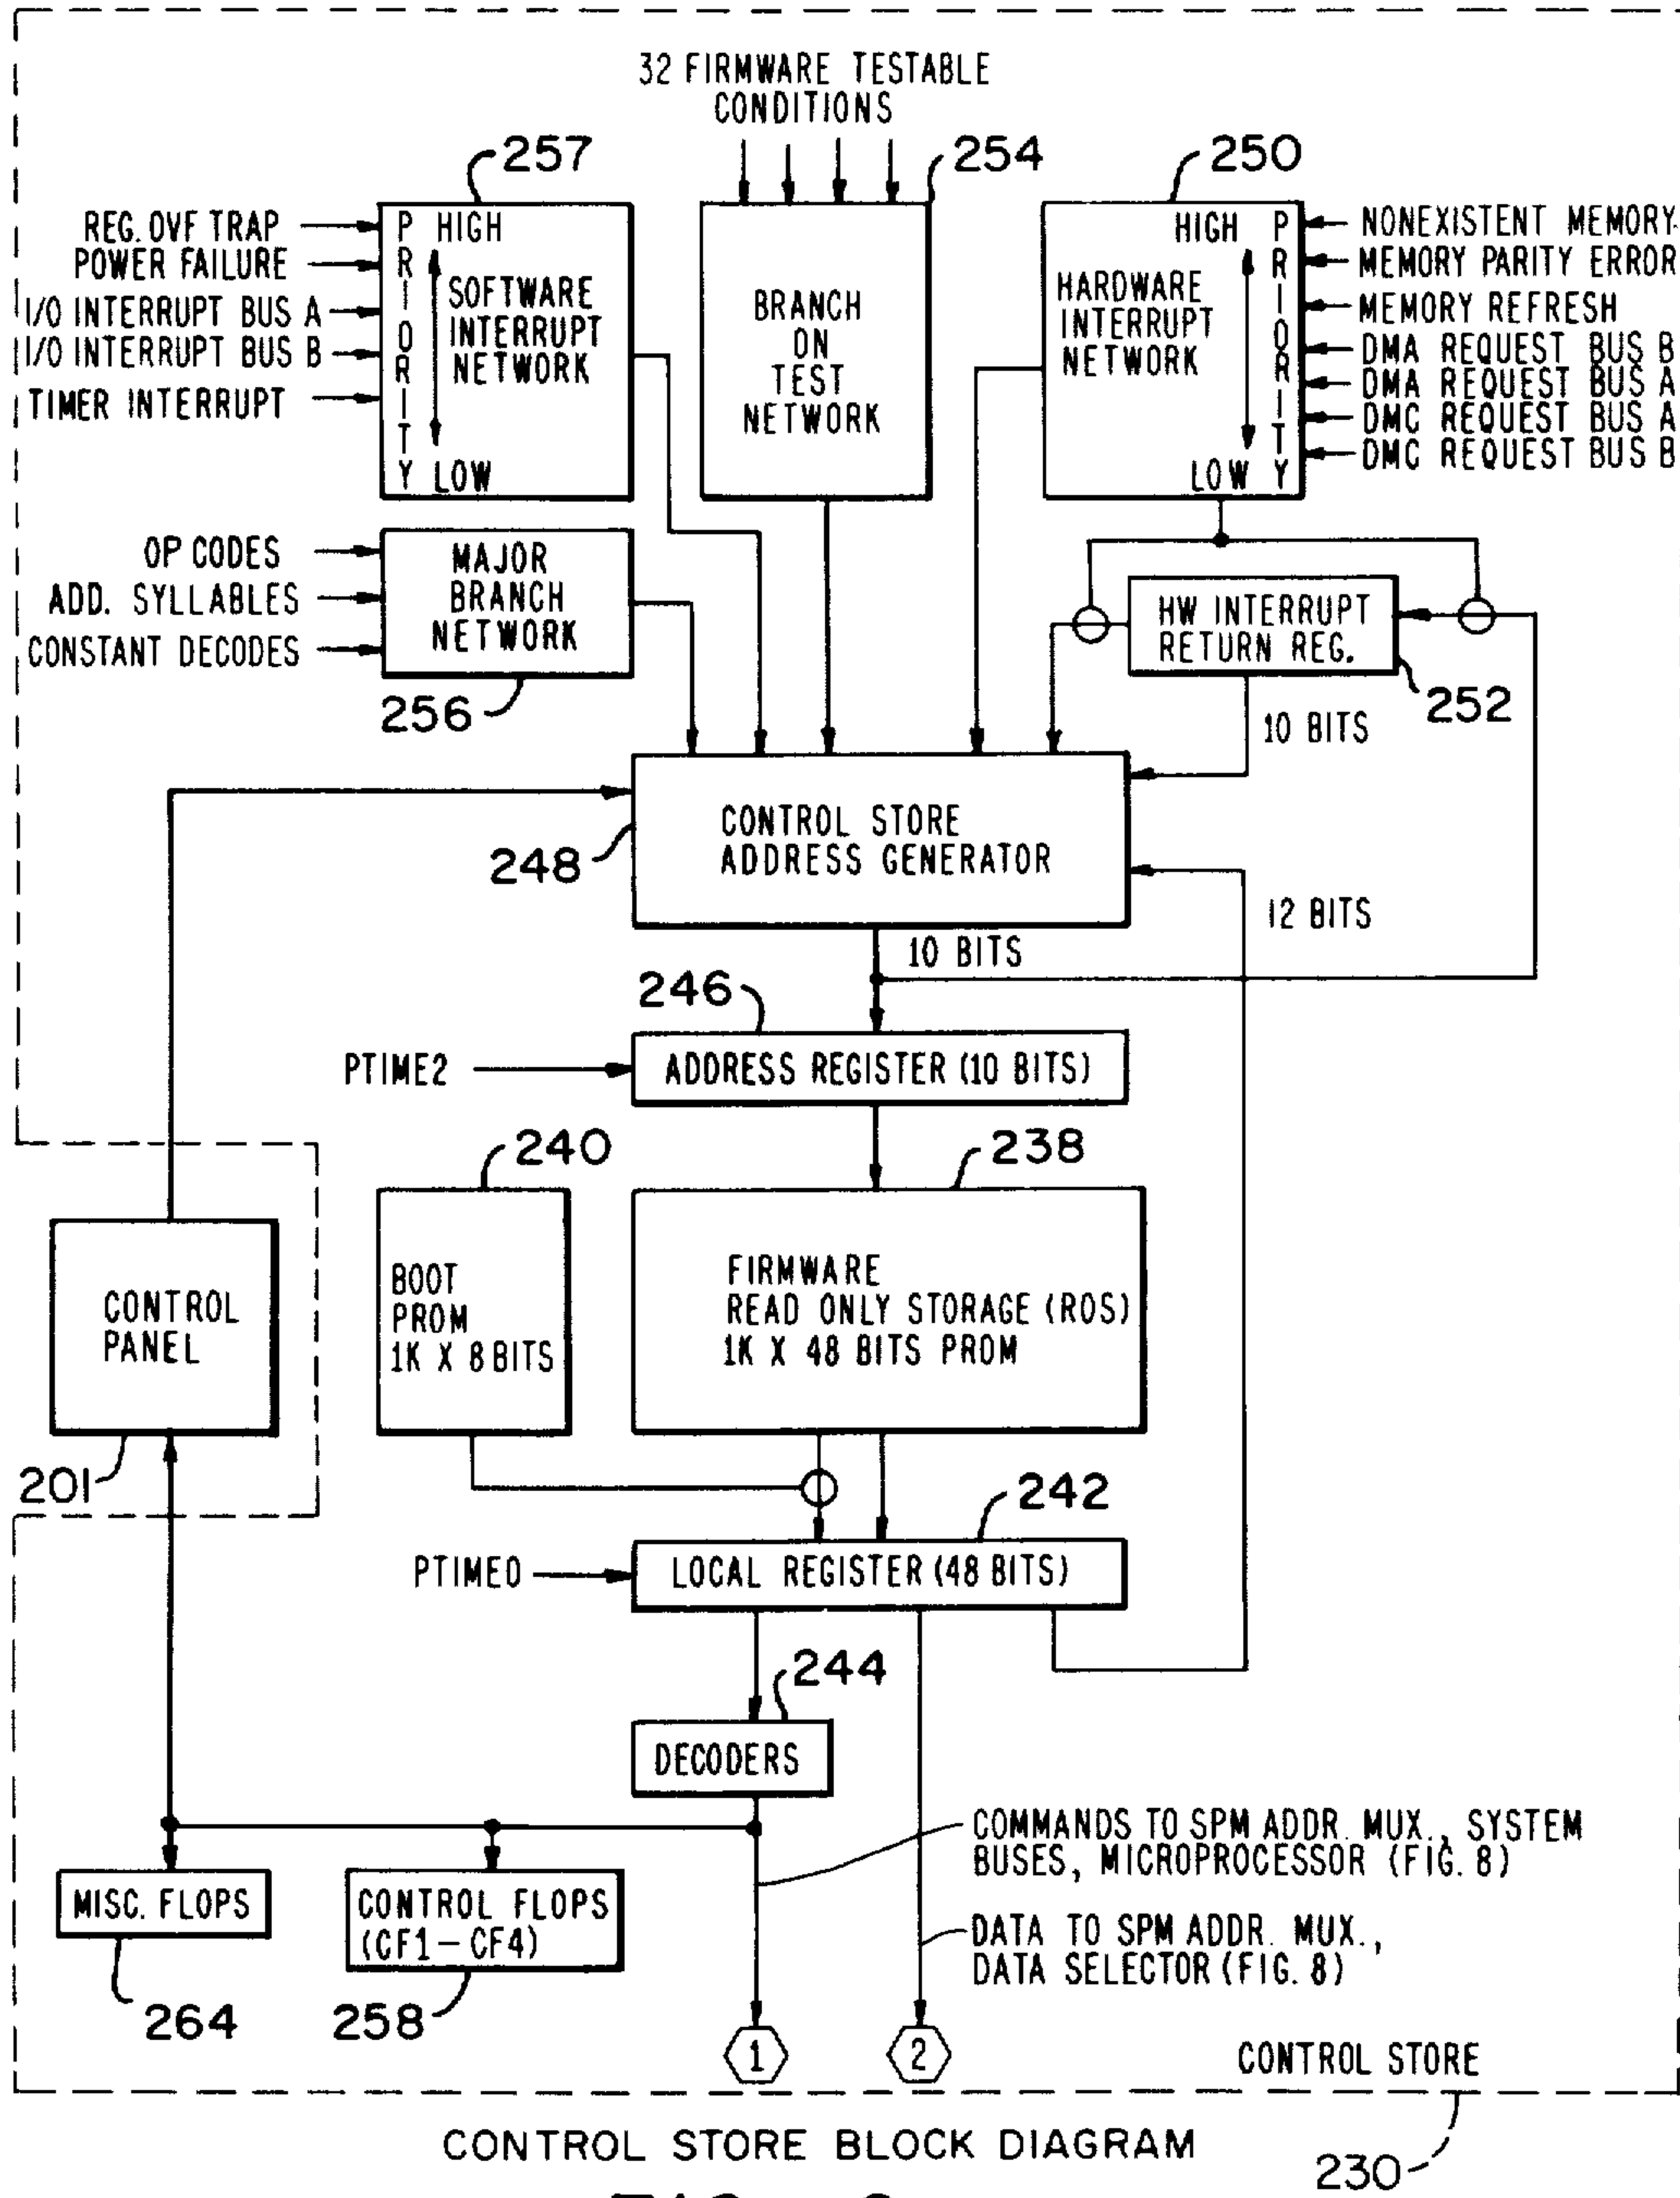 32 FIRMWARE TESTABLE
CONDITIONS
257
254
250
REG. OVF TRAP
POWER FAILURE
I/O INTERRUPT BUS A
I/O INTERRUPT BUS B
TIMER INTERRUPT
PRIORITY
HIGH
SOFTWARE
INTERRUPT
NETWORK
LOW
BRANCH
ON
TEST
NETWORK
HIGH
HARDWARE
INTERRUPT
NETWORK
LOW
PRIORITY
NONEXISTENT MEMORY
MEMORY PARITY ERROR
MEMORY REFRESH
DMA REQUEST BUS B
DMA REQUEST BUS A
DMC REQUEST BUS A
DMC REQUEST BUS B
OP CODES
ADD. SYLLABLES
CONSTANT DECODES
MAJOR
BRANCH
NETWORK
256
HW INTERRUPT
RETURN REG.
252
10 BITS
CONTROL STORE
ADDRESS GENERATOR
248
12 BITS
10 BITS
246
PTIME2
ADDRESS REGISTER (10 BITS)
240
238
CONTROL
PANEL
201
BOOT
PROM
1K X 8 BITS
FIRMWARE
READ ONLY STORAGE (ROS)
1K X 48 BITS PROM
242
PTIME0
LOCAL REGISTER (48 BITS)
244
DECODERS
COMMANDS TO SPM ADDR. MUX., SYSTEM
BUSES, MICROPROCESSOR (FIG. 8)
MISC. FLOPS
264
CONTROL FLOPS
(CF1-CF4)
258
DATA TO SPM ADDR. MUX.,
DATA SELECTOR (FIG. 8)
1
2
CONTROL STORE
230
CONTROL STORE BLOCK DIAGRAM